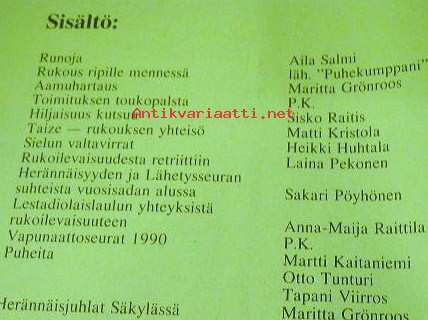 Sisältö:
Runoja
Rukous ripille mennessä
Aamuhartaus
Toimituksen toukopalsta
Hiljaisuus kutsuu
Taize — rukouksen yhteisö
Sielun valtavirrat
Rukoilevaisuudesta retriittiin
Herännäisyyden ja Lähetysseuran
suhteista vuosisadan alussa
Lestadiolaislaulun yhteyksistä
rukoilevaisuuteen
Vapunaattoseurat 1990
Puheita
Herännäisjuhlat Säkylässä
Aila Salmi
läh. "Puhekumppani"
Maritta Grönroos
P.K.
Sisko Raitis
Matti Kristola
Heikki Huhtala
Laina Pekonen
Sakari Pöyhönen
Anna-Maija Raittila
P.K.
Martti Kaitaniemi
Otto Tunturi
Tapani Viirros
Maritta Grönroos
Antikvariaatti.net